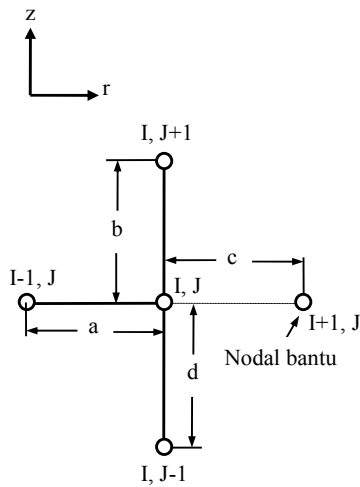 z
r
I, J+1
b
c
I-1, J
I, J
a
I+1, J
d
Nodal bantu
I, J-1